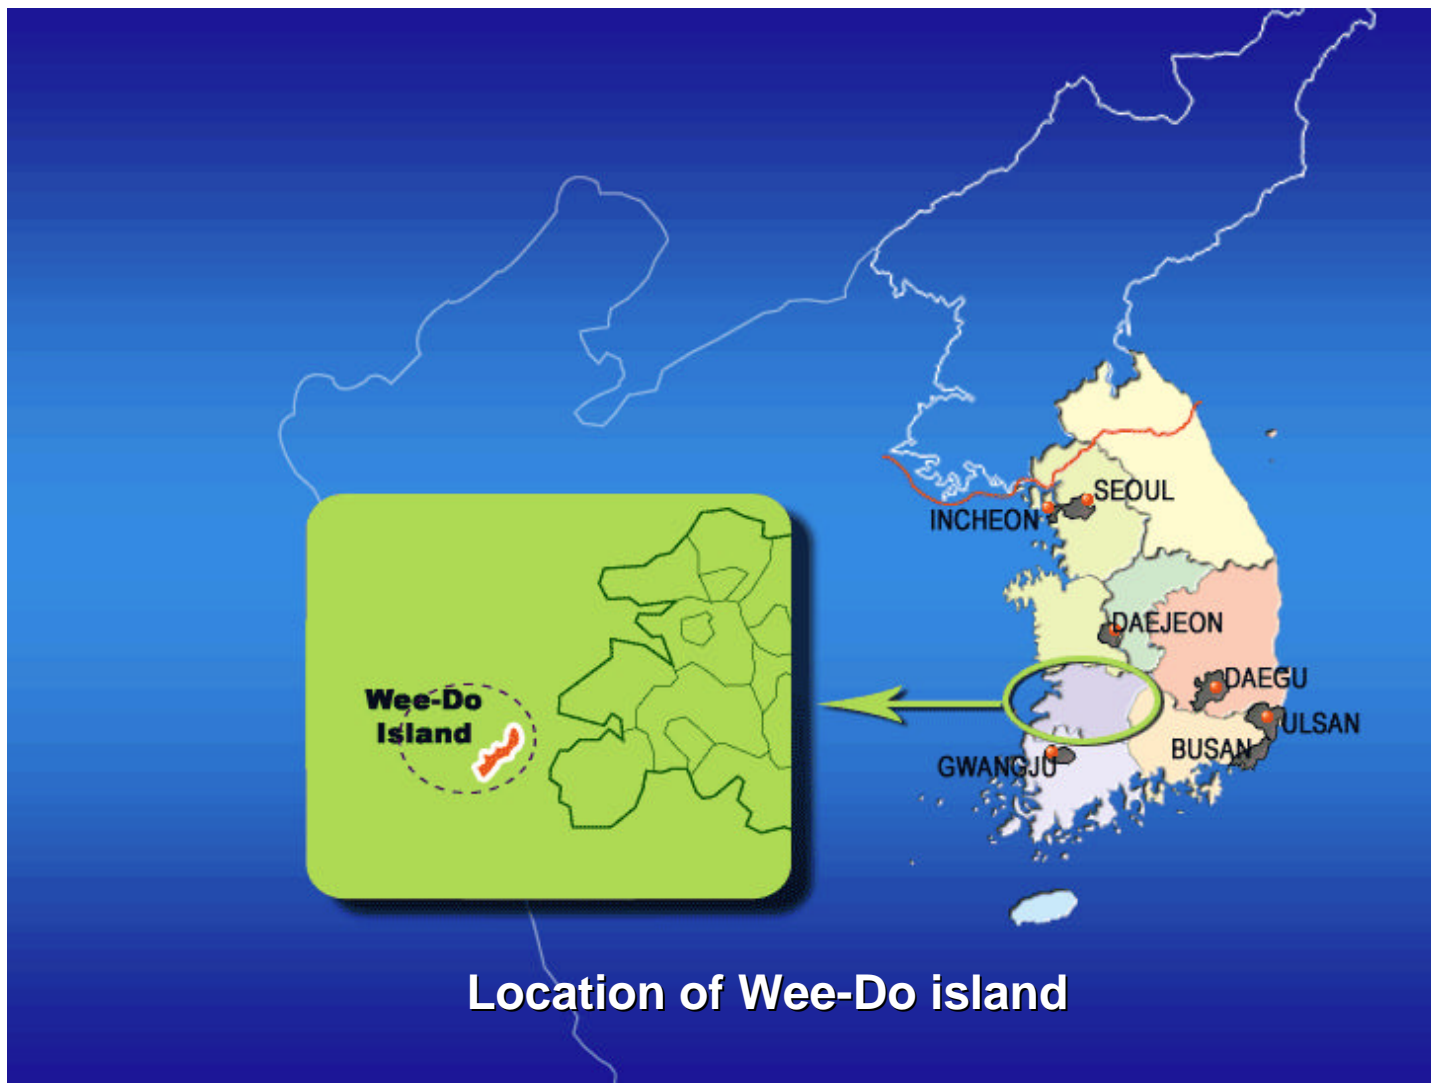 SEOUL
INCHEON
DAEJEON
DAEGU
ULSAN
BUSAN
GWANGJU
Wee-Do
Island
Location of Wee-Do island